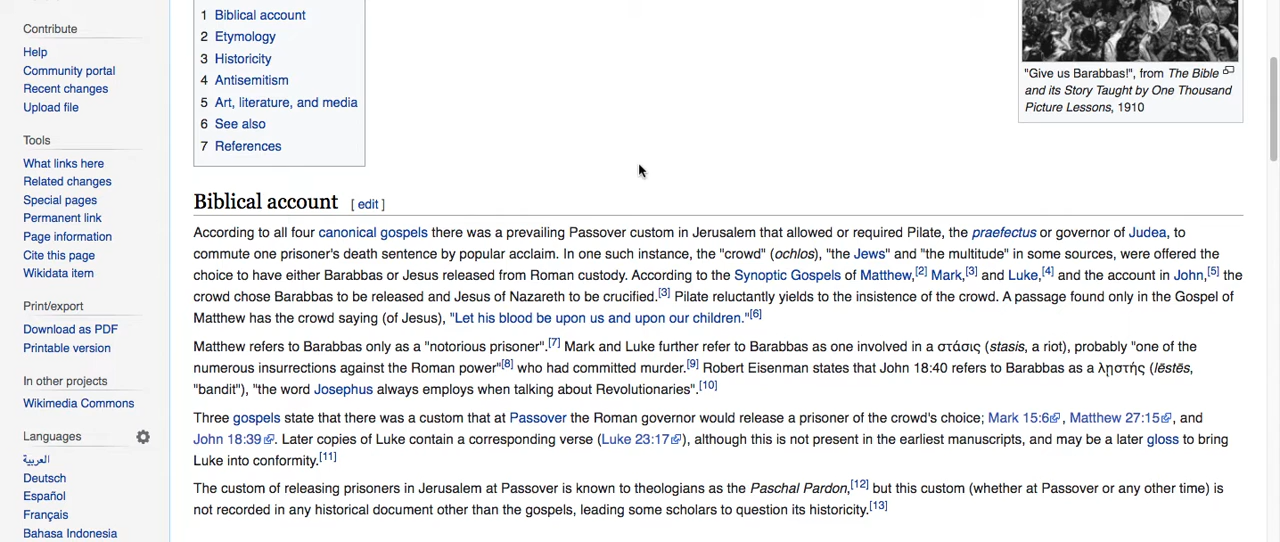 Contribute
Help
Community portal
Recent changes
Upload file
Tools
What links here
Related changes
Special pages
Permanent link
Page information
Cite this page
Wikidata item
Print/export
Download as PDF
Printable version
In other projects
Wikimedia Commons
Languages
العربية
Deutsch
Español
Français
Bahasa Indonesia
1 Biblical account
2 Etymology
3 Historicity
4 Antisemitism
5 Art, literature, and media
6 See also
7 References
"Give us Barabbas!", from The Bible
and its Story Taught by One Thousand
Picture Lessons, 1910
Biblical account [ edit ]
According to all four canonical gospels there was a prevailing Passover custom in Jerusalem that allowed or required Pilate, the praefectus or governor of Judea, to
commute one prisoner's death sentence by popular acclaim. In one such instance, the "crowd" (ochlos), "the Jews" and "the multitude" in some sources, were offered the
choice to have either Barabbas or Jesus released from Roman custody. According to the Synoptic Gospels of Matthew,[2] Mark,[3] and Luke,[4] and the account in John,[5] the
crowd chose Barabbas to be released and Jesus of Nazareth to be crucified.[3] Pilate reluctantly yields to the insistence of the crowd. A passage found only in the Gospel of
Matthew has the crowd saying (of Jesus), "Let his blood be upon us and upon our children."[6]
Matthew refers to Barabbas only as a "notorious prisoner".[7] Mark and Luke further refer to Barabbas as one involved in a στάσις (stasis, a riot), probably "one of the
numerous insurrections against the Roman power"[8] who had committed murder.[9] Robert Eisenman states that John 18:40 refers to Barabbas as a λῃστής (lēstēs,
"bandit"), "the word Josephus always employs when talking about Revolutionaries".[10]
Three gospels state that there was a custom that at Passover the Roman governor would release a prisoner of the crowd's choice; Mark 15:6, Matthew 27:15, and
John 18:39. Later copies of Luke contain a corresponding verse (Luke 23:17), although this is not present in the earliest manuscripts, and may be a later gloss to bring
Luke into conformity.[11]
The custom of releasing prisoners in Jerusalem at Passover is known to theologians as the Paschal Pardon,[12] but this custom (whether at Passover or any other time) is
not recorded in any historical document other than the gospels, leading some scholars to question its historicity.[13]